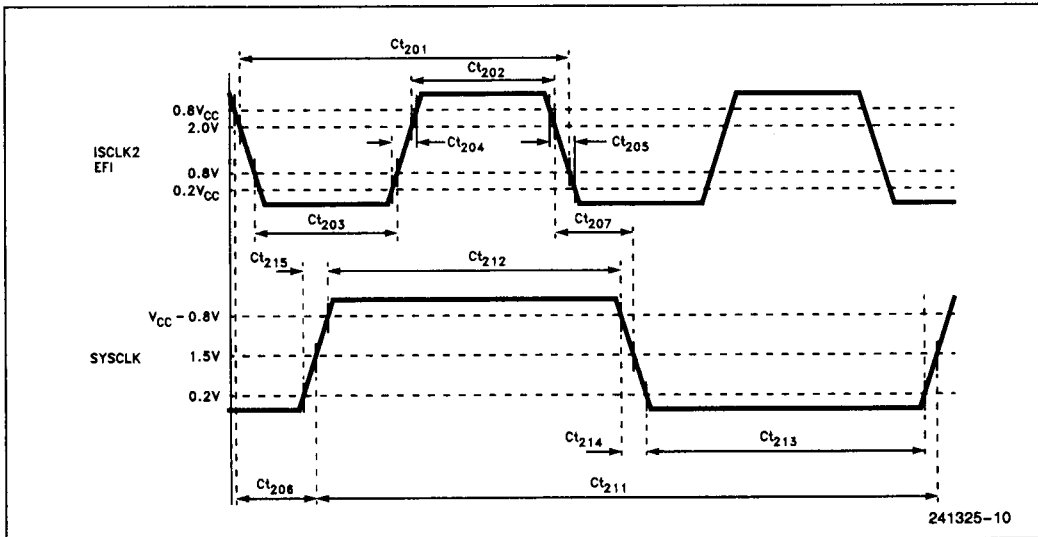 Ct201
Ct202
0.8VCC
2.0V
Ct204
Ct205
ISCLK2
EFI
0.8V
0.2VCC
Ct203
Ct207
Ct215
Ct212
VCC - 0.8V
SYSCLK
1.5V
0.2V
Ct214
Ct213
Ct206
Ct211
241325-10